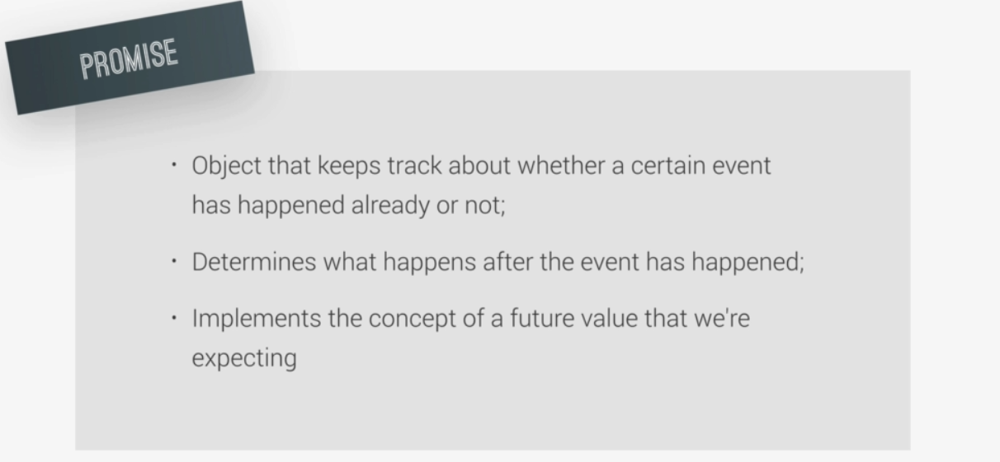 PROMISE
• Object that keeps track about whether a certain event
has happened already or not;
• Determines what happens after the event has happened;
• Implements the concept of a future value that we're
expecting